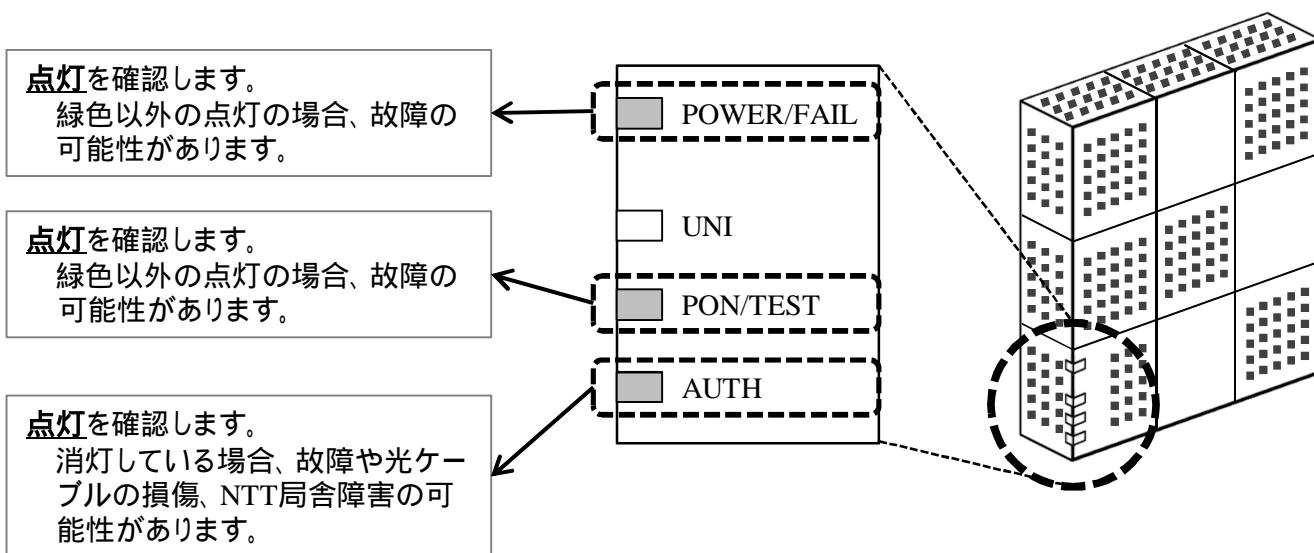 点灯を確認します。
緑色以外の点灯の場合、故障の
可能性があります。
点灯を確認します。
緑色以外の点灯の場合、故障の
可能性があります。
点灯を確認します。
消灯している場合、故障や光ケー
ブルの損傷、NTT局舎障害の可
能性があります。
POWER/FAIL
UNI
PON/TEST
AUTH